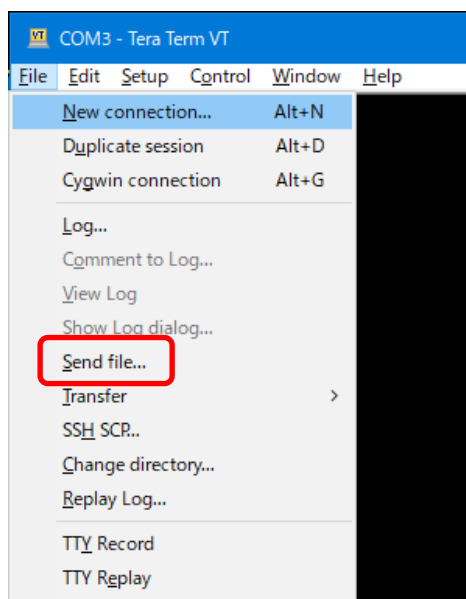 VT COM3 - Tera Term VT
File Edit Setup Control Window Help
New connection... Alt+N
Duplicate session Alt+D
Cygwin connection Alt+G
Log...
Comment to Log...
View Log
Show Log dialog...
Send file...
Transfer >
SSH SCP...
Change directory...
Replay Log...
TTY Record
TTY Replay